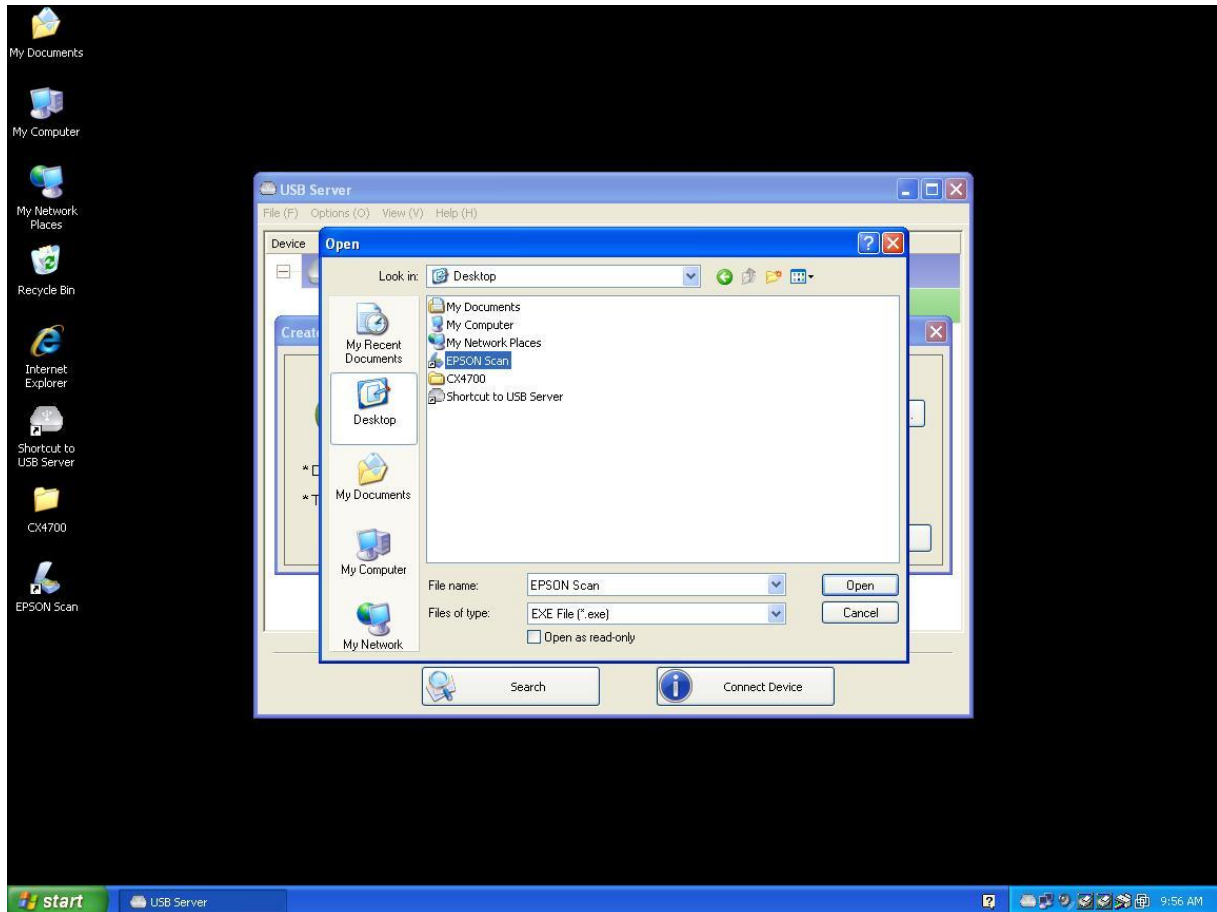 My Documents
My Computer
My Network
Places
Recycle Bin
Internet
Explorer
Shortcut to
USB Server
CX4700
EPSON Scan
USB Server
File (F) Options (O) View (V) Help (H)
Device
Open
Look in: Desktop
My Recent
Documents
Desktop
My Documents
My Computer
My Network
My Documents
My Computer
My Network Places
EPSON Scan
CX4700
Shortcut to USB Server
File name: EPSON Scan Open
Files of type: EXE File (*.exe) Cancel
Open as read-only
Search Connect Device
start USB Server 9:56 AM